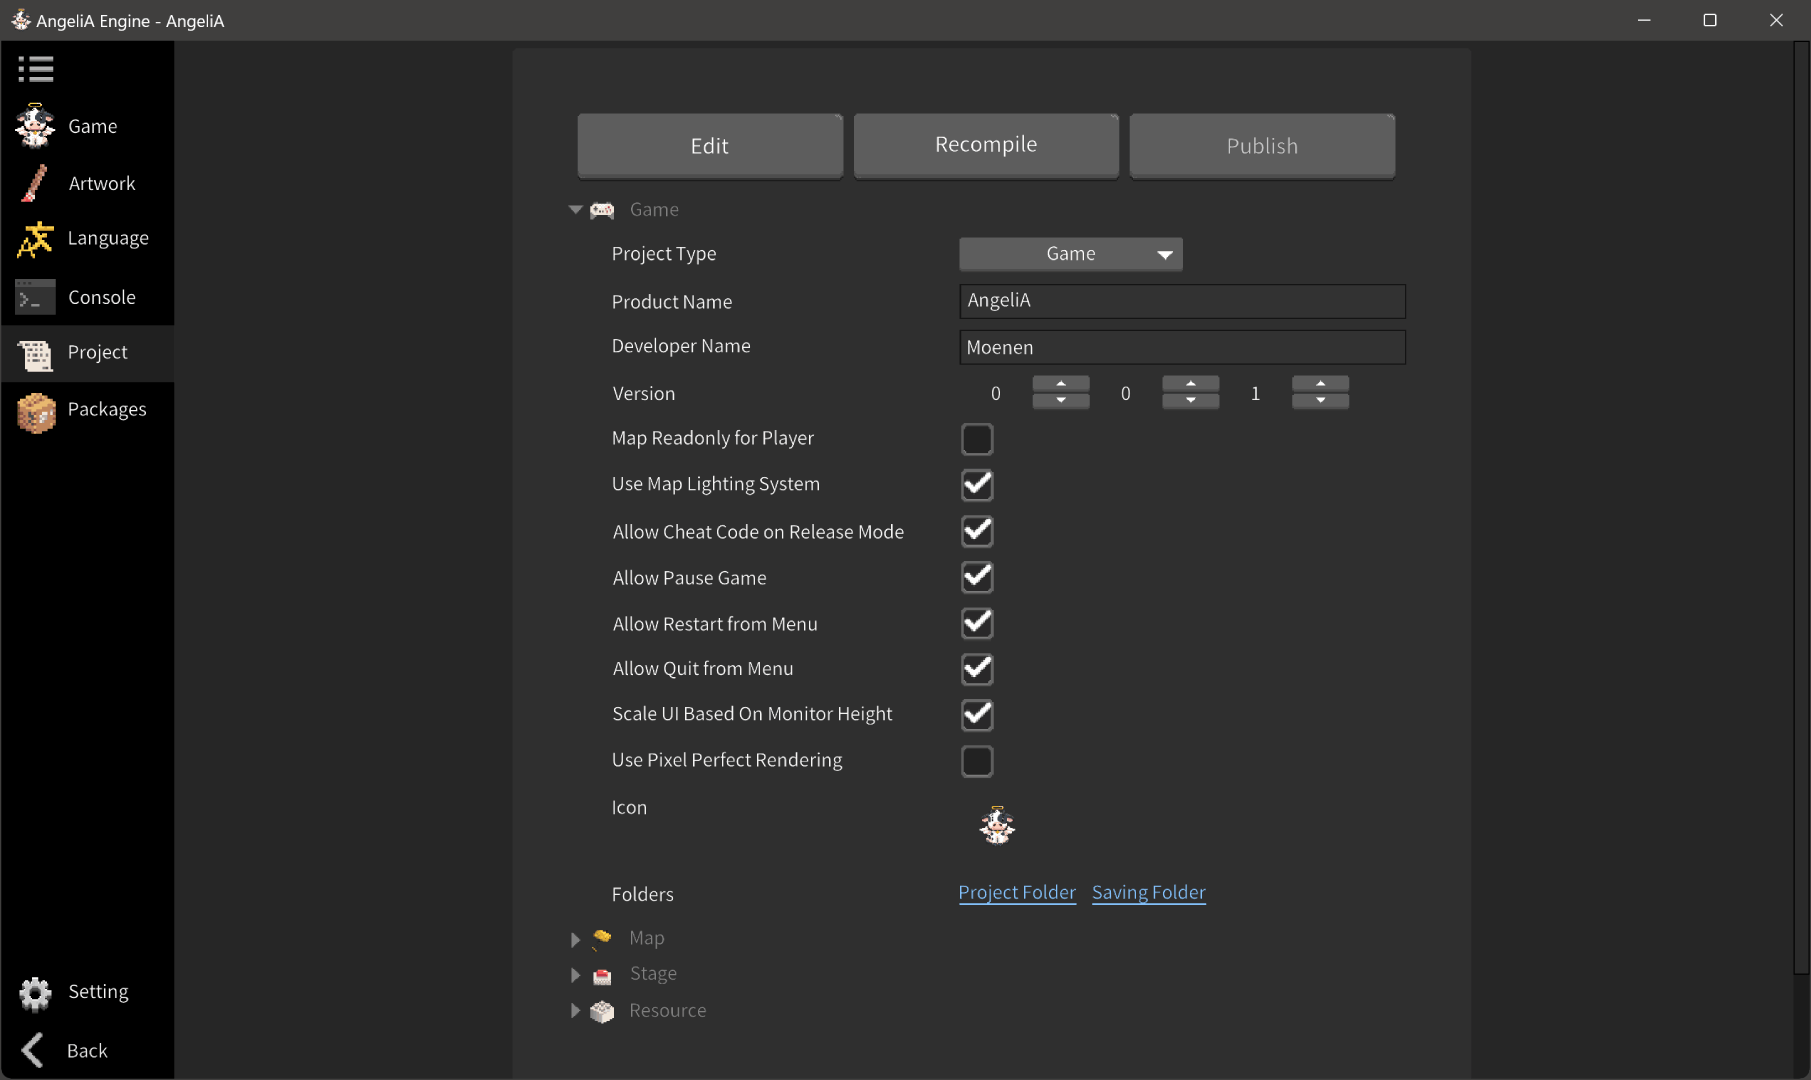 AngeliA Engine - AngeliA
Game
Artwork
Language
Console
Project
Packages
Setting
Back
Edit Recompile Publish
Game
Project Type Game
Product Name AngeliA
Developer Name Moenen
Version 0 0 1
Map Readonly for Player
Use Map Lighting System
Allow Cheat Code on Release Mode
Allow Pause Game
Allow Restart from Menu
Allow Quit from Menu
Scale UI Based On Monitor Height
Use Pixel Perfect Rendering
Icon
Folders Project Folder Saving Folder
Map
Stage
Resource